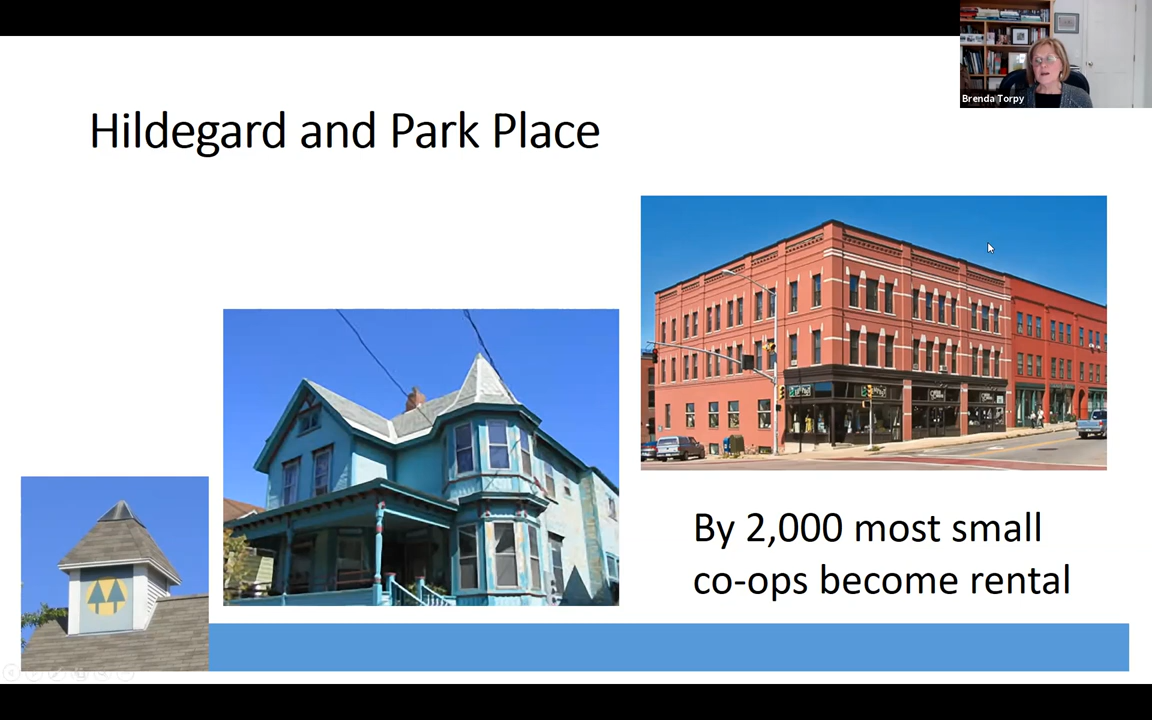 Brenda Torpy
Hildegard and Park Place
By 2,000 most small
co-ops become rental